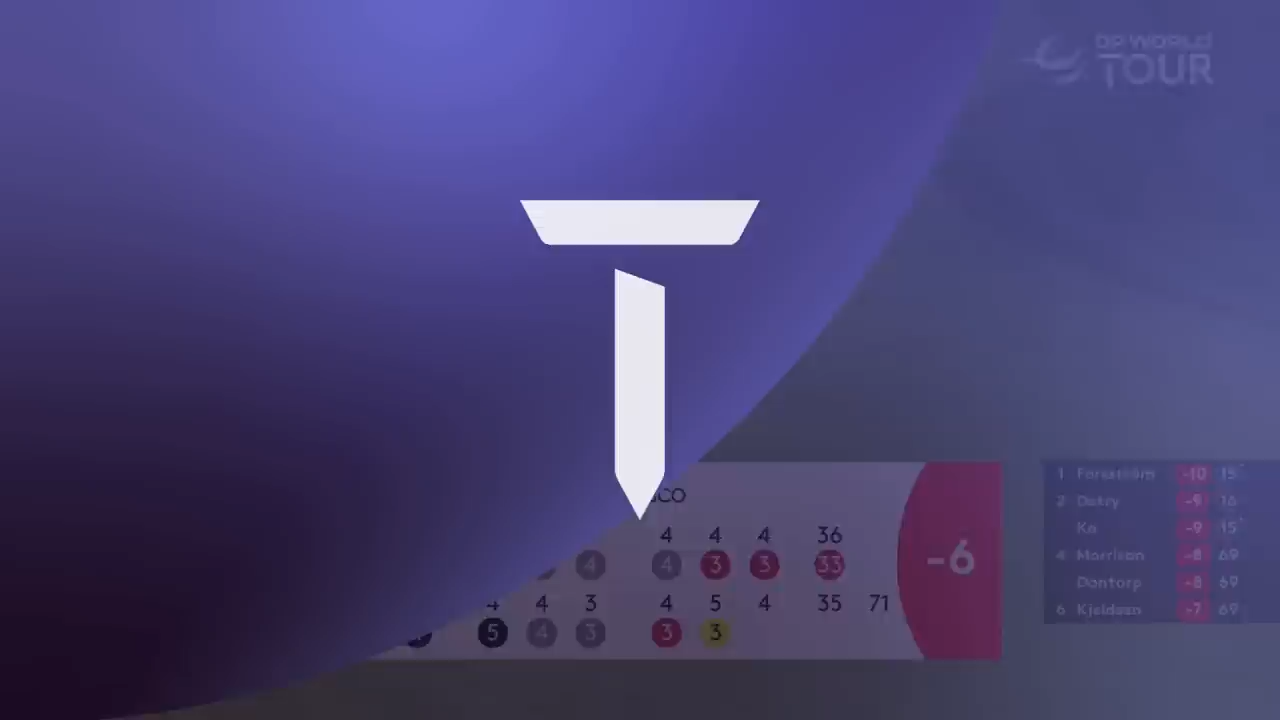 DP WORLD
TOUR
SCO
4 4 4 36
4 4 3 3 33
4 4 3 4 5 4 35 71
5 4 3 3 3
-6
1 Forsström -10 15*
2 Detry -9 16
Ko -9 15*
4 Morrison -8 69
Dantorp -8 69
6 Kjeldsen -7 69